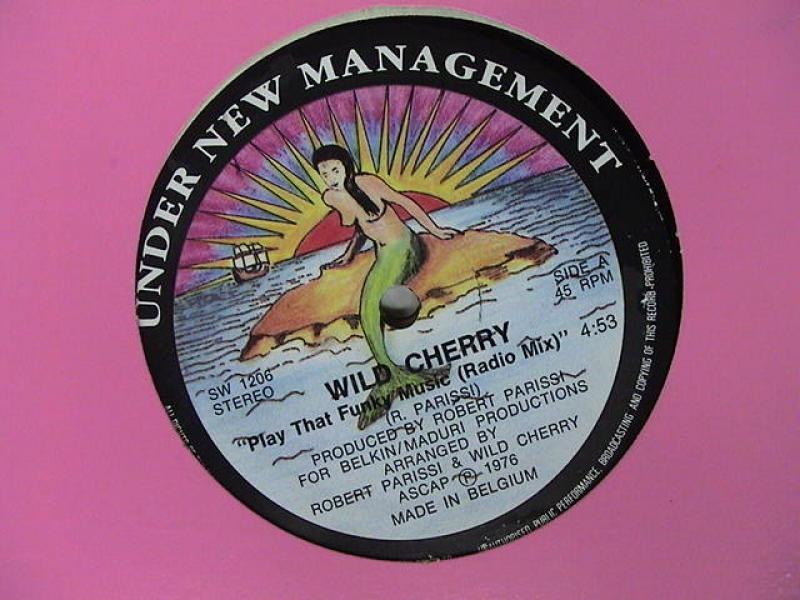 UNDER NEW MANAGEMENT
SIDE A
45 RPM
SW 1206
STEREO
WILD CHERRY
"Play That Funky Music (Radio Mix)" 4:53
(R. PARISSI)
PRODUCED BY ROBERT PARISSI
FOR BELKIN/MADURI PRODUCTIONS
ARRANGED BY
ROBERT PARISSI & WILD CHERRY
ASCAP Ⓟ 1976
MADE IN BELGIUM
PUBLIC PERFORMANCE, BROADCASTING AND COPYING OF THIS RECORD PROHIBITED